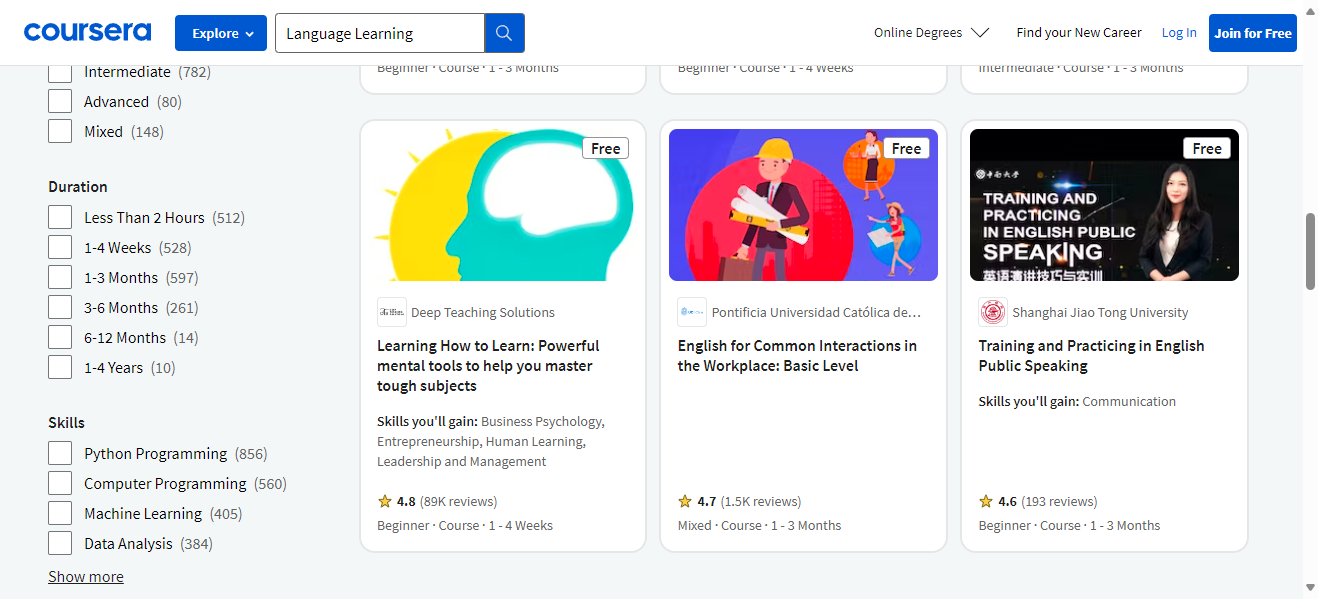 coursera
Explore
Language Learning
Online Degrees
Find your New Career
Log In
Join for Free
Intermediate (782)
Advanced (80)
Mixed (148)
Duration
Less Than 2 Hours (512)
1-4 Weeks (528)
1-3 Months (597)
3-6 Months (261)
6-12 Months (14)
1-4 Years (10)
Skills
Python Programming (856)
Computer Programming (560)
Machine Learning (405)
Data Analysis (384)
Show more
Beginner · Course · 1 - 3 Months
Beginner · Course · 1 - 4 Weeks
Intermediate · Course · 1 - 3 Months
Free
Deep Teaching Solutions
Learning How to Learn: Powerful
mental tools to help you master
tough subjects
Skills you'll gain: Business Psychology,
Entrepreneurship, Human Learning,
Leadership and Management
4.8 (89K reviews)
Beginner · Course · 1 - 4 Weeks
Free
Pontificia Universidad Católica de...
English for Common Interactions in
the Workplace: Basic Level
4.7 (1.5K reviews)
Mixed · Course · 1 - 3 Months
Free
中南大学
TRAINING AND
PRACTICING
IN ENGLISH PUBLIC
SPEAKING
英语演讲技巧与实训
Shanghai Jiao Tong University
Training and Practicing in English
Public Speaking
Skills you'll gain: Communication
4.6 (193 reviews)
Beginner · Course · 1 - 3 Months